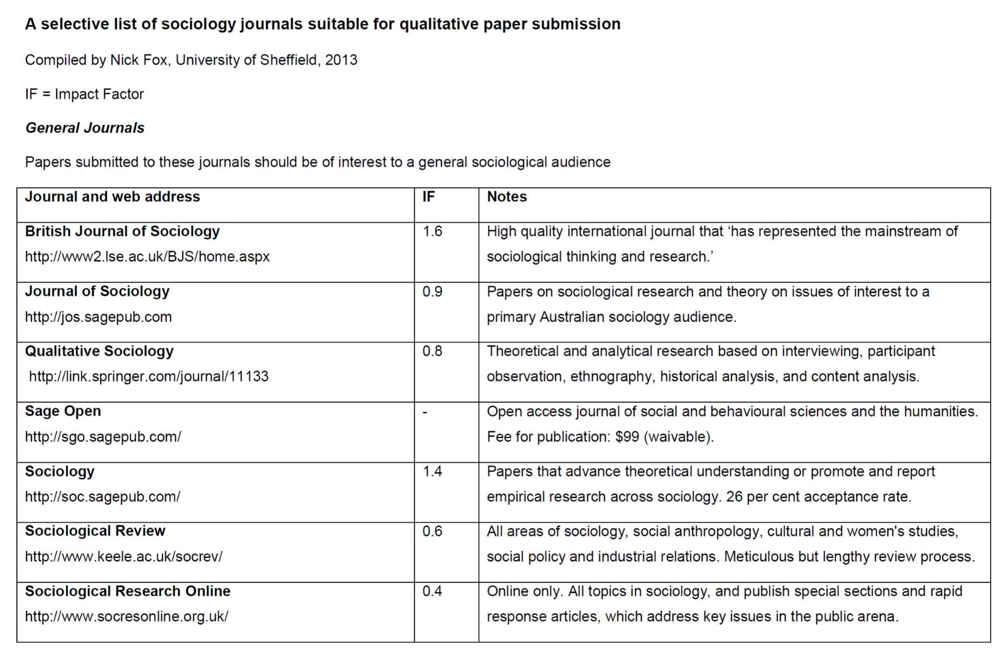 A selective list of sociology journals suitable for qualitative paper submission
Compiled by Nick Fox, University of Sheffield, 2013
IF = Impact Factor
General Journals
Papers submitted to these journals should be of interest to a general sociological audience
Journal and web address IF Notes
British Journal of Sociology 1.6 High quality international journal that ‘has represented the mainstream of
http://www2.lse.ac.uk/BJS/home.aspx sociological thinking and research.’
Journal of Sociology 0.9 Papers on sociological research and theory on issues of interest to a
http://jos.sagepub.com primary Australian sociology audience.
Qualitative Sociology 0.8 Theoretical and analytical research based on interviewing, participant
http://link.springer.com/journal/11133 observation, ethnography, historical analysis, and content analysis.
Sage Open - Open access journal of social and behavioural sciences and the humanities.
http://sgo.sagepub.com/ Fee for publication: $99 (waivable).
Sociology 1.4 Papers that advance theoretical understanding or promote and report
http://soc.sagepub.com/ empirical research across sociology. 26 per cent acceptance rate.
Sociological Review 0.6 All areas of sociology, social anthropology, cultural and women's studies,
http://www.keele.ac.uk/socrev/ social policy and industrial relations. Meticulous but lengthy review process.
Sociological Research Online 0.4 Online only. All topics in sociology, and publish special sections and rapid
http://www.socresonline.org.uk/ response articles, which address key issues in the public arena.